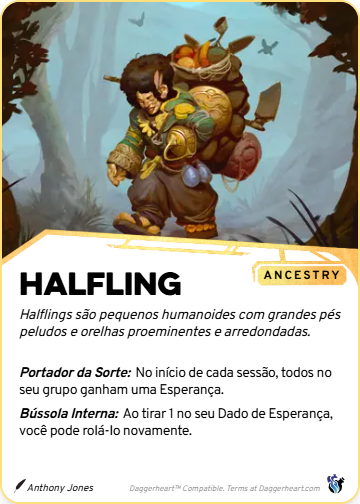 ANCESTRY
HALFLING
Halflings são pequenos humanoides com grandes pés
peludos e orelhas proeminentes e arredondadas.
Portador da Sorte: No início de cada sessão, todos no
seu grupo ganham uma Esperança.
Bússola Interna: Ao tirar 1 no seu Dado de Esperança,
você pode rolá-lo novamente.
Anthony Jones
Daggerheart™ Compatible. Terms at Daggerheart.com